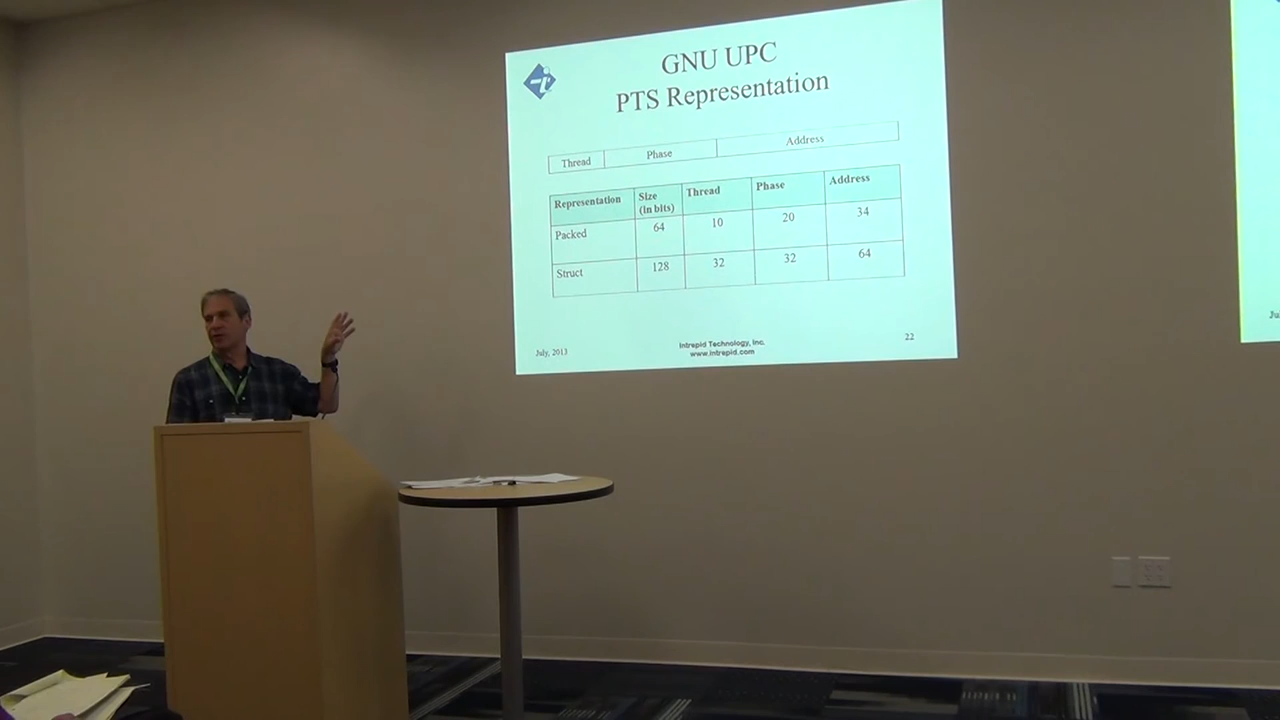 GNU UPC
PTS Representation
Thread Phase Address
Representation Size (in bits) Thread Phase Address
Packed 64 10 20 34
Struct 128 32 32 64
July, 2013
Intrepid Technology, Inc.
www.intrepid.com
22